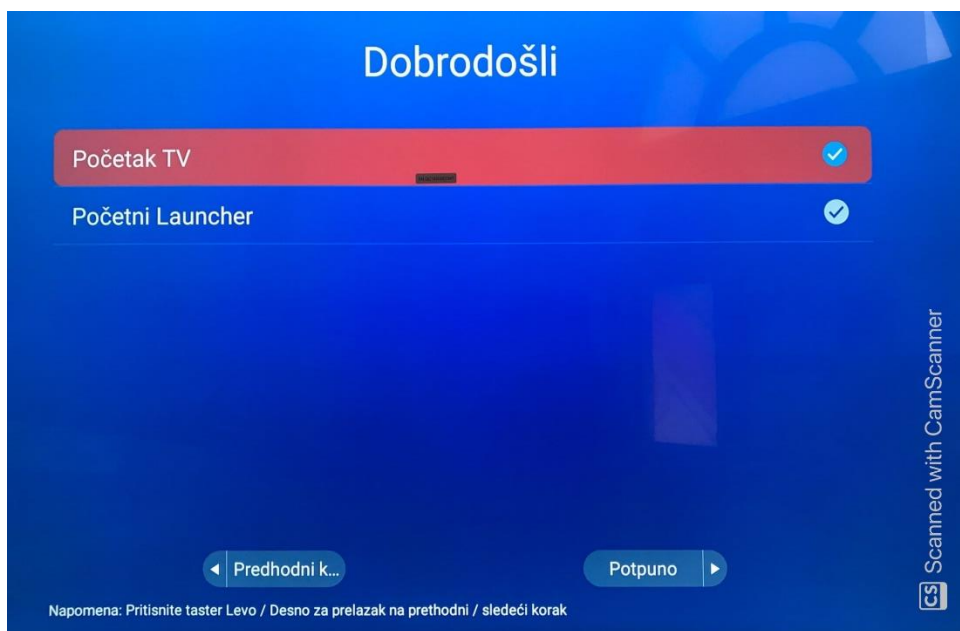 Dobrodošli
Početak TV
Početni Launcher
Predhodni k...
Potpuno
Napomena: Pritisnite taster Levo / Desno za prelazak na prethodni / sledeći korak
CS Scanned with CamScanner